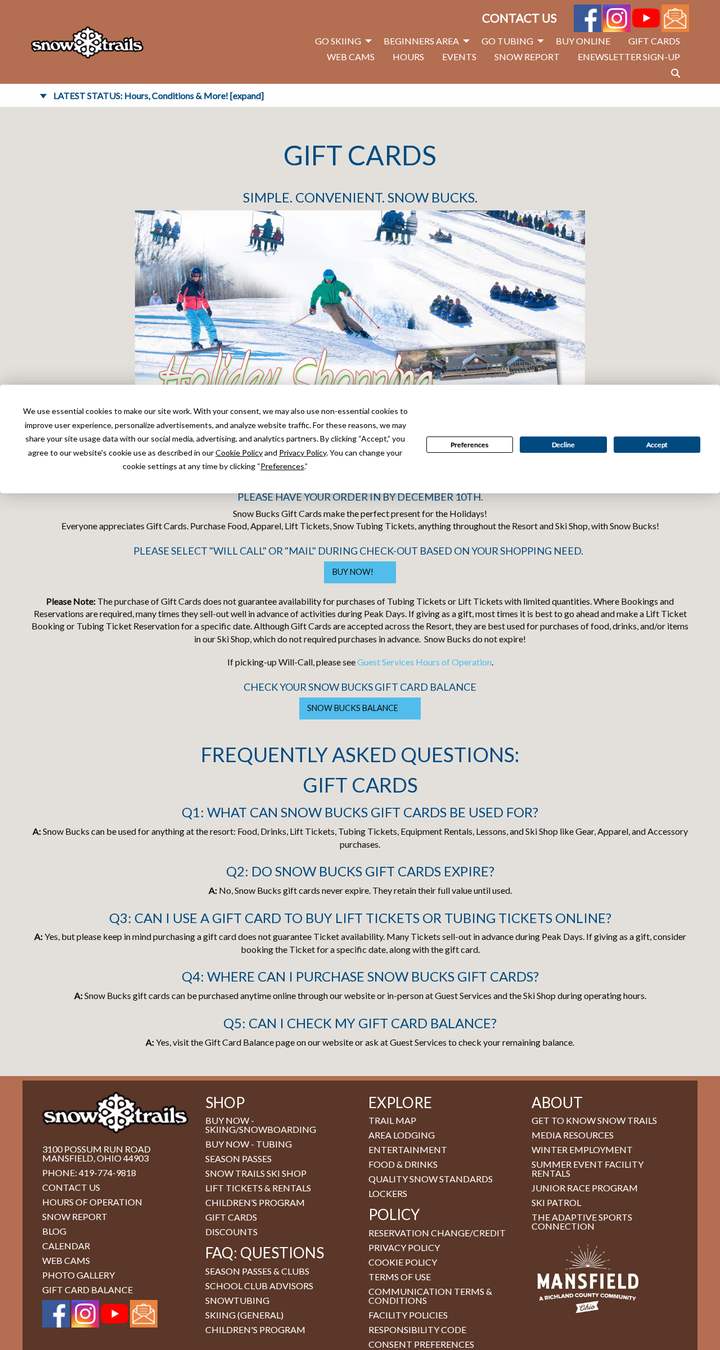 CONTACT US
snow trails
GO SKIING BEGINNERS AREA GO TUBING BUY ONLINE GIFT CARDS
WEB CAMS HOURS EVENTS SNOW REPORT ENEWSLETTER SIGN-UP
LATEST STATUS: Hours, Conditions & More! [expand]
GIFT CARDS
SIMPLE. CONVENIENT. SNOW BUCKS.
Holiday Shopping
We use essential cookies to make our site work. With your consent, we may also use non-essential cookies to
improve user experience, personalize advertisements, and analyze website traffic. For these reasons, we may
share your site usage data with our social media, advertising, and analytics partners. By clicking "Accept," you
agree to our website's cookie use as described in our Cookie Policy and Privacy Policy. You can change your
cookie settings at any time by clicking "Preferences."
Preferences Decline Accept
PLEASE HAVE YOUR ORDER IN BY DECEMBER 10TH.
Snow Bucks Gift Cards make the perfect present for the Holidays!
Everyone appreciates Gift Cards. Purchase Food, Apparel, Lift Tickets, Snow Tubing Tickets, anything throughout the Resort and Ski Shop, with Snow Bucks!
PLEASE SELECT "WILL CALL" OR "MAIL" DURING CHECK-OUT BASED ON YOUR SHOPPING NEED.
BUY NOW!
Please Note: The purchase of Gift Cards does not guarantee availability for purchases of Tubing Tickets or Lift Tickets with limited quantities. Where Bookings and
Reservations are required, many times they sell-out well in advance of activities during Peak Days. If giving as a gift, most times it is best to go ahead and make a Lift Ticket
Booking or Tubing Ticket Reservation for a specific date. Although Gift Cards are accepted across the Resort, they are best used for purchases of food, drinks, and/or items
in our Ski Shop, which do not required purchases in advance. Snow Bucks do not expire!
If picking-up Will-Call, please see Guest Services Hours of Operation.
CHECK YOUR SNOW BUCKS GIFT CARD BALANCE
SNOW BUCKS BALANCE
FREQUENTLY ASKED QUESTIONS:
GIFT CARDS
Q1: WHAT CAN SNOW BUCKS GIFT CARDS BE USED FOR?
A: Snow Bucks can be used for anything at the resort: Food, Drinks, Lift Tickets, Tubing Tickets, Equipment Rentals, Lessons, and Ski Shop like Gear, Apparel, and Accessory
purchases.
Q2: DO SNOW BUCKS GIFT CARDS EXPIRE?
A: No, Snow Bucks gift cards never expire. They retain their full value until used.
Q3: CAN I USE A GIFT CARD TO BUY LIFT TICKETS OR TUBING TICKETS ONLINE?
A: Yes, but please keep in mind purchasing a gift card does not guarantee Ticket availability. Many Tickets sell-out in advance during Peak Days. If giving as a gift, consider
booking the Ticket for a specific date, along with the gift card.
Q4: WHERE CAN I PURCHASE SNOW BUCKS GIFT CARDS?
A: Snow Bucks gift cards can be purchased anytime online through our website or in-person at Guest Services and the Ski Shop during operating hours.
Q5: CAN I CHECK MY GIFT CARD BALANCE?
A: Yes, visit the Gift Card Balance page on our website or ask at Guest Services to check your remaining balance.
snow trails
3100 POSSUM RUN ROAD
MANSFIELD, OHIO 44903
PHONE: 419-774-9818
CONTACT US
HOURS OF OPERATION
SNOW REPORT
BLOG
CALENDAR
WEB CAMS
PHOTO GALLERY
GIFT CARD BALANCE
SHOP
BUY NOW -
SKIING/SNOWBOARDING
BUY NOW - TUBING
SEASON PASSES
SNOW TRAILS SKI SHOP
LIFT TICKETS & RENTALS
CHILDREN'S PROGRAM
GIFT CARDS
DISCOUNTS
FAQ: QUESTIONS
SEASON PASSES & CLUBS
SCHOOL CLUB ADVISORS
SNOWTUBING
SKIING (GENERAL)
CHILDREN'S PROGRAM
EXPLORE
TRAIL MAP
AREA LODGING
ENTERTAINMENT
FOOD & DRINKS
QUALITY SNOW STANDARDS
LOCKERS
POLICY
RESERVATION CHANGE/CREDIT
PRIVACY POLICY
COOKIE POLICY
TERMS OF USE
COMMUNICATION TERMS &
CONDITIONS
FACILITY POLICIES
RESPONSIBILITY CODE
CONSENT PREFERENCES
ABOUT
GET TO KNOW SNOW TRAILS
MEDIA RESOURCES
WINTER EMPLOYMENT
SUMMER EVENT FACILITY
RENTALS
JUNIOR RACE PROGRAM
SKI PATROL
THE ADAPTIVE SPORTS
CONNECTION
MANSFIELD
A RICHLAND COUNTY COMMUNITY
Ohio